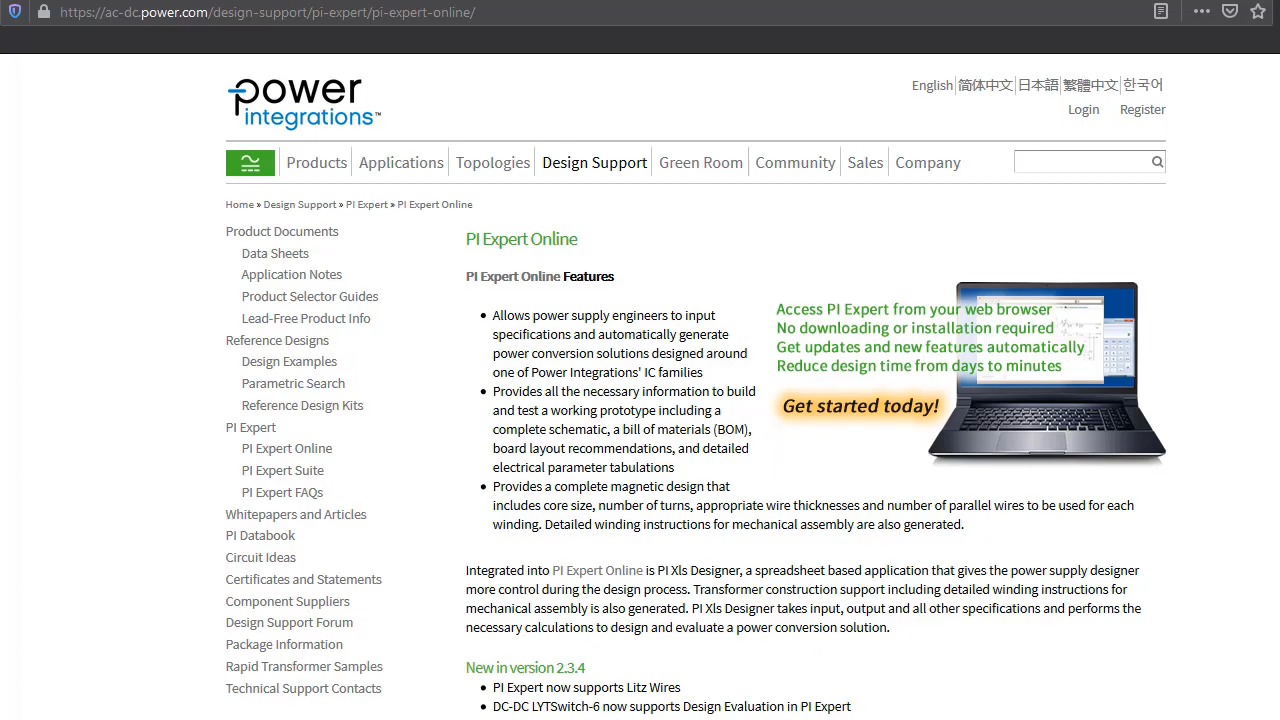 https://ac-dc.power.com/design-support/pi-expert/pi-expert-online/
power
integrations™
English 简体中文 日本語 繁體中文 한국어
Login Register
Products Applications Topologies Design Support Green Room Community Sales Company
Home » Design Support » PI Expert » PI Expert Online
Product Documents
Data Sheets
Application Notes
Product Selector Guides
Lead-Free Product Info
Reference Designs
Design Examples
Parametric Search
Reference Design Kits
PI Expert
PI Expert Online
PI Expert Suite
PI Expert FAQs
Whitepapers and Articles
PI Databook
Circuit Ideas
Certificates and Statements
Component Suppliers
Design Support Forum
Package Information
Rapid Transformer Samples
Technical Support Contacts
PI Expert Online
PI Expert Online Features
• Allows power supply engineers to input
specifications and automatically generate
power conversion solutions designed around
one of Power Integrations' IC families
• Provides all the necessary information to build
and test a working prototype including a
complete schematic, a bill of materials (BOM),
board layout recommendations, and detailed
electrical parameter tabulations
• Provides a complete magnetic design that
includes core size, number of turns, appropriate wire thicknesses and number of parallel wires to be used for each
winding. Detailed winding instructions for mechanical assembly are also generated.
Access PI Expert from your web browser
No downloading or installation required
Get updates and new features automatically
Reduce design time from days to minutes
Get started today!
Integrated into PI Expert Online is PI Xls Designer, a spreadsheet based application that gives the power supply designer
more control during the design process. Transformer construction support including detailed winding instructions for
mechanical assembly is also generated. PI Xls Designer takes input, output and all other specifications and performs the
necessary calculations to design and evaluate a power conversion solution.
New in version 2.3.4
• PI Expert now supports Litz Wires
• DC-DC LYTSwitch-6 now supports Design Evaluation in PI Expert